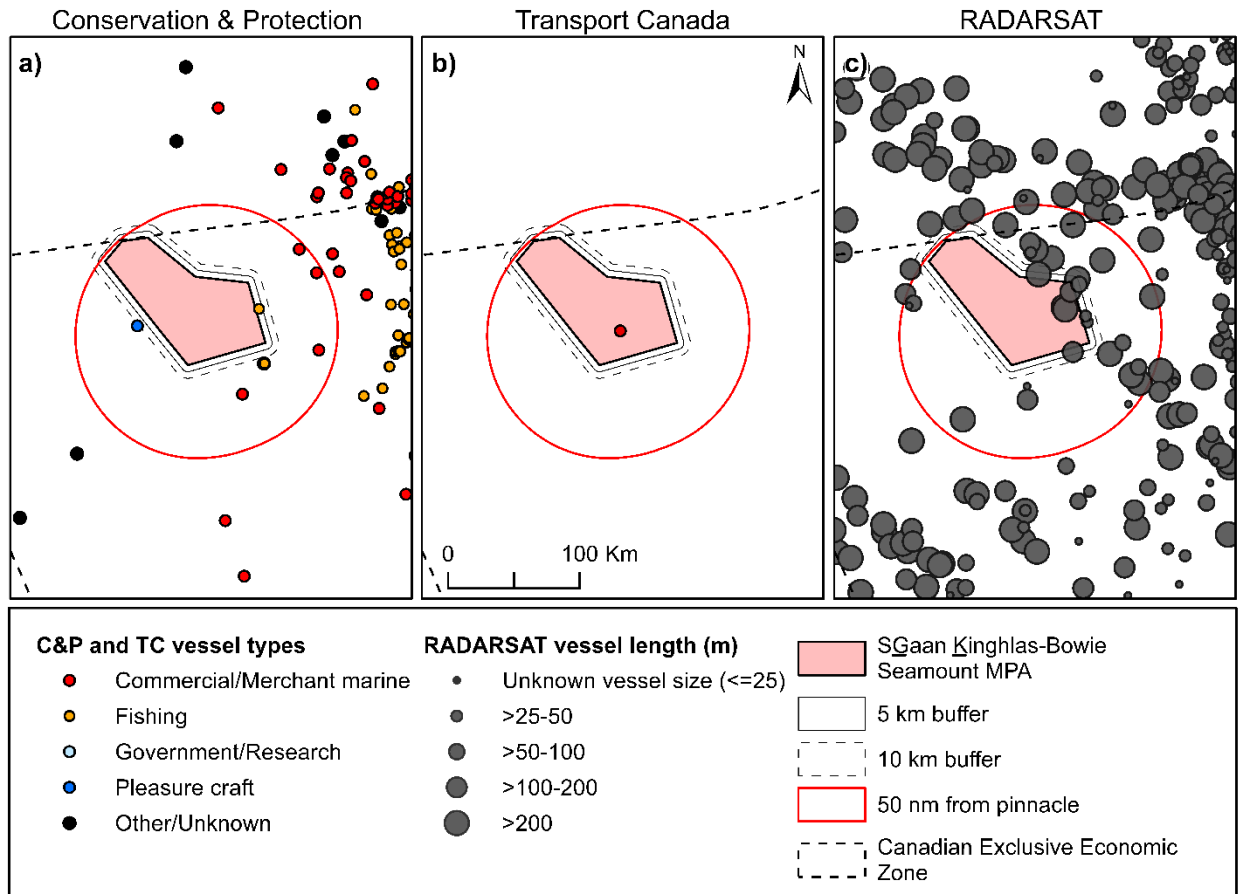 Conservation & Protection
Transport Canada
RADARSAT
a)
b)
N
c)
0
100 Km
C&P and TC vessel types
Commercial/Merchant marine
Fishing
Government/Research
Pleasure craft
Other/Unknown
RADARSAT vessel length (m)
Unknown vessel size (<=25)
>25-50
>50-100
>100-200
>200
SGaan Kinghlas-Bowie
Seamount MPA
5 km buffer
10 km buffer
50 nm from pinnacle
Canadian Exclusive Economic
Zone